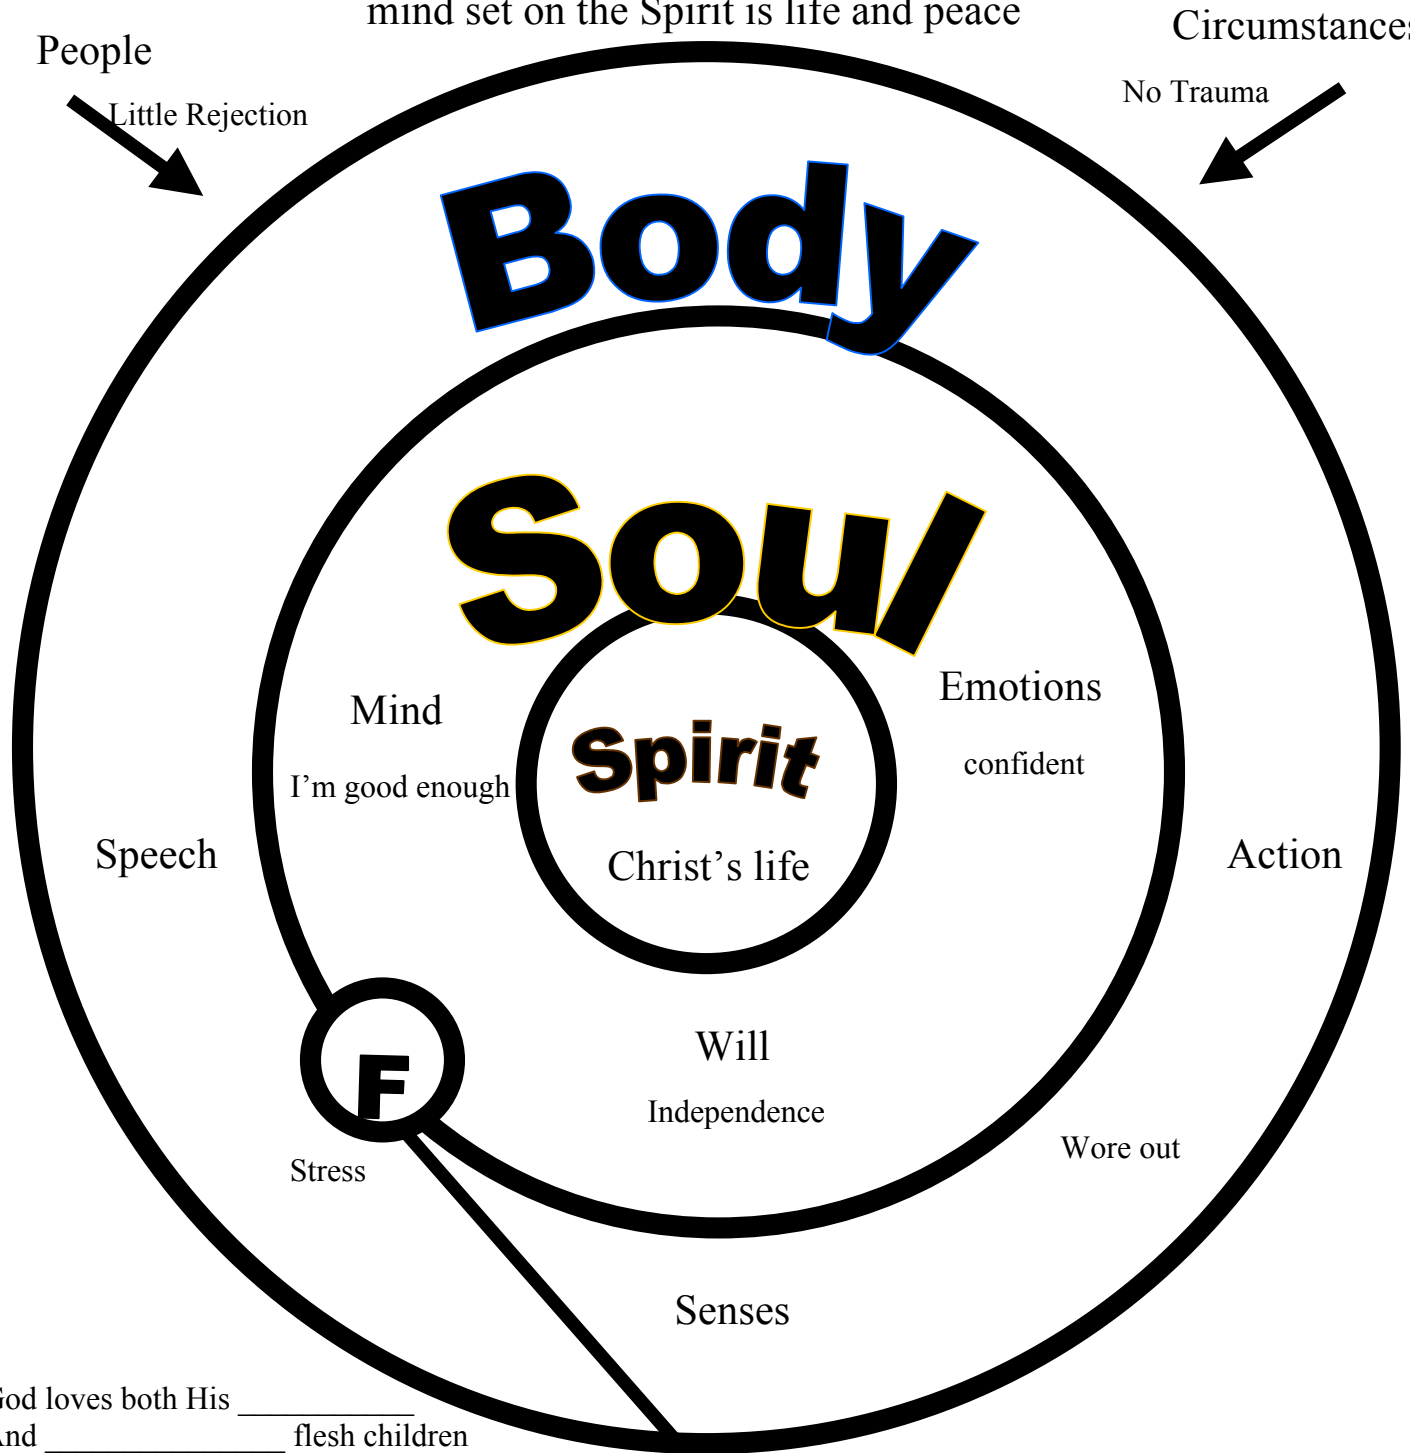 mind set on the Spirit is life and peace
People
Circumstances
Little Rejection
No Trauma
Body
Soul
Mind
Emotions
Spirit
I’m good enough
confident
Speech
Christ’s life
Action
F
Will
Independence
Stress
Wore out
Senses
God loves both His ___________
And _______________ flesh children